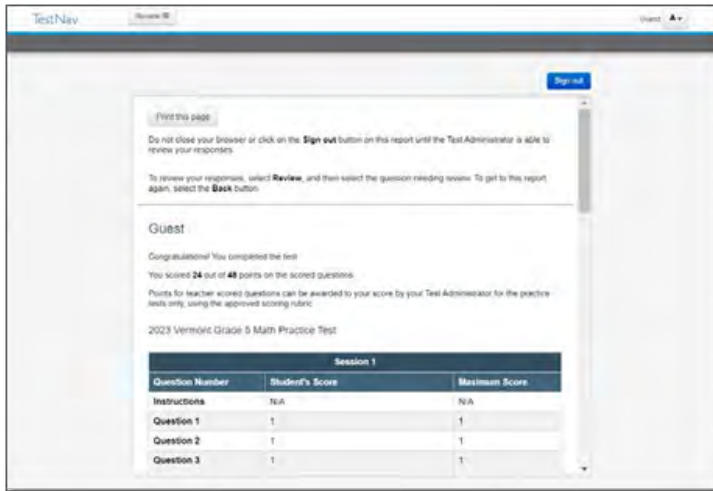 TestNav Review Guest A
Sign out
Print this page
Do not close your browser or click on the Sign out button on this report until the Test Administrator is able to
review your responses.
To review your responses, select Review, and then select the question needing review. To get to this report
again, select the Back button.
Guest
Congratulations! You completed the test
You scored 24 out of 48 points on the scored questions.
Points for teacher scored questions can be awarded to your score by your Test Administrator for the practice
tests only, using the approved scoring rubric
2023 Vermont Grade 5 Math Practice Test
Session 1
Question Number Student's Score Maximum Score
Instructions N/A N/A
Question 1 1 1
Question 2 1 1
Question 3 1 1